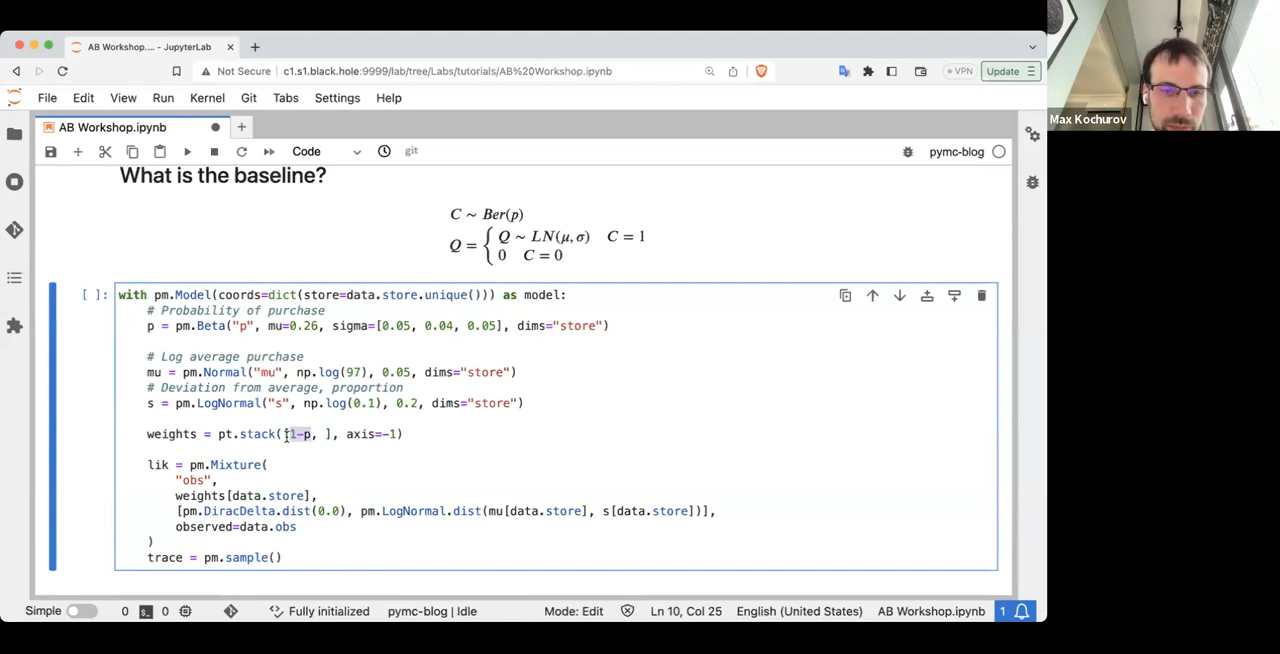 AB Workshop.... - JupyterLab
Not Secure c1.s1.black.hole:9999/lab/tree/Labs/tutorials/AB%20Workshop.ipynb
VPN
Update
Max Kochurov
File Edit View Run Kernel Git Tabs Settings Help
AB Workshop.ipynb
Code
git
pymc-blog
What is the baseline?
C ∼ Ber(p)
Q = { Q ∼ LN(μ, σ) C = 1
0 C = 0
[ ]: with pm.Model(coords=dict(store=data.store.unique())) as model:
# Probability of purchase
p = pm.Beta("p", mu=0.26, sigma=[0.05, 0.04, 0.05], dims="store")
# Log average purchase
mu = pm.Normal("mu", np.log(97), 0.05, dims="store")
# Deviation from average, proportion
s = pm.LogNormal("s", np.log(0.1), 0.2, dims="store")
weights = pt.stack([1-p, ], axis=-1)
lik = pm.Mixture(
"obs",
weights[data.store],
[pm.DiracDelta.dist(0.0), pm.LogNormal.dist(mu[data.store], s[data.store])],
observed=data.obs
)
trace = pm.sample()
Simple 0 0 Fully initialized pymc-blog | Idle Mode: Edit Ln 10, Col 25 English (United States) AB Workshop.ipynb 1